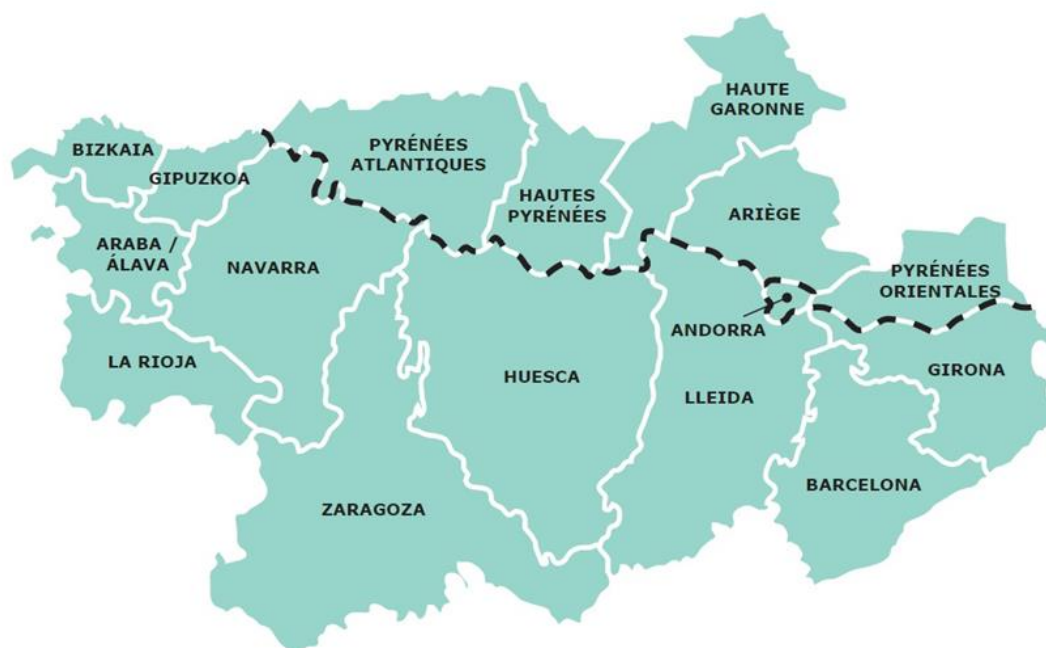 HAUTE
GARONNE
BIZKAIA
GIPUZKOA
PYRÉNÉES
ATLANTIQUES
HAUTES
PYRÉNÉES
ARIÈGE
ARABA /
ÁLAVA
NAVARRA
PYRÉNÉES
ORIENTALES
ANDORRA
LA RIOJA
HUESCA
LLEIDA
GIRONA
ZARAGOZA
BARCELONA